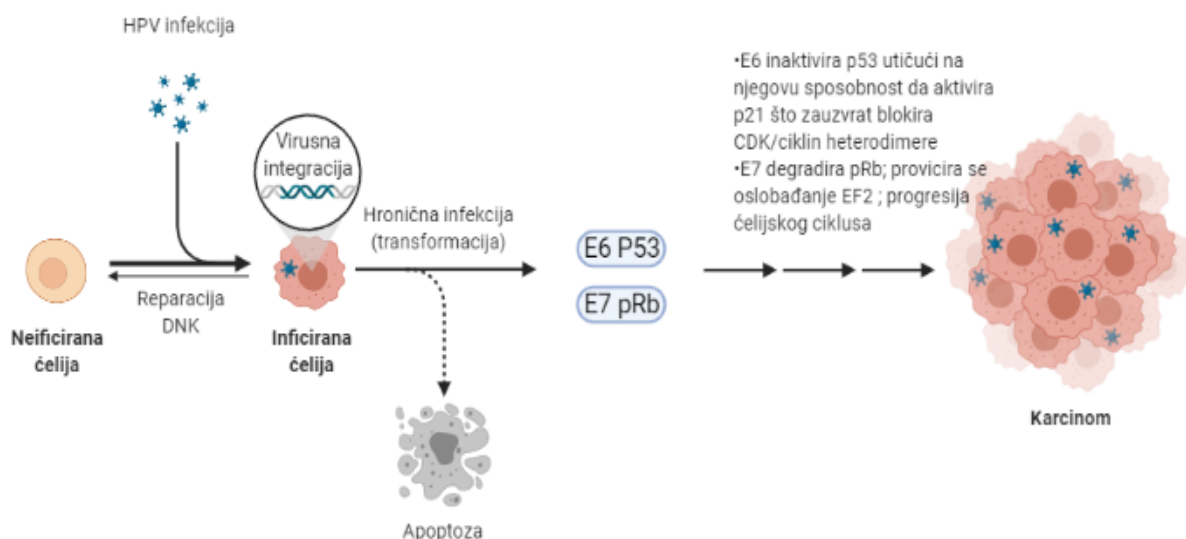 HPV infekcija
Virusna
integracija
Neificirana
ćelija
Reparacija
DNK
Inficirana
ćelija
Hronična infekcija
(transformacija)
Apoptoza
E6 P53
E7 pRb
•E6 inaktivira p53 utičući na
njegovu sposobnost da aktivira
p21 što zauzvrat blokira
CDK/ciklin heterodimere
•E7 degradira pRb; provicira se
oslobađanje EF2 ; progresija
ćelijskog ciklusa
Karcinom